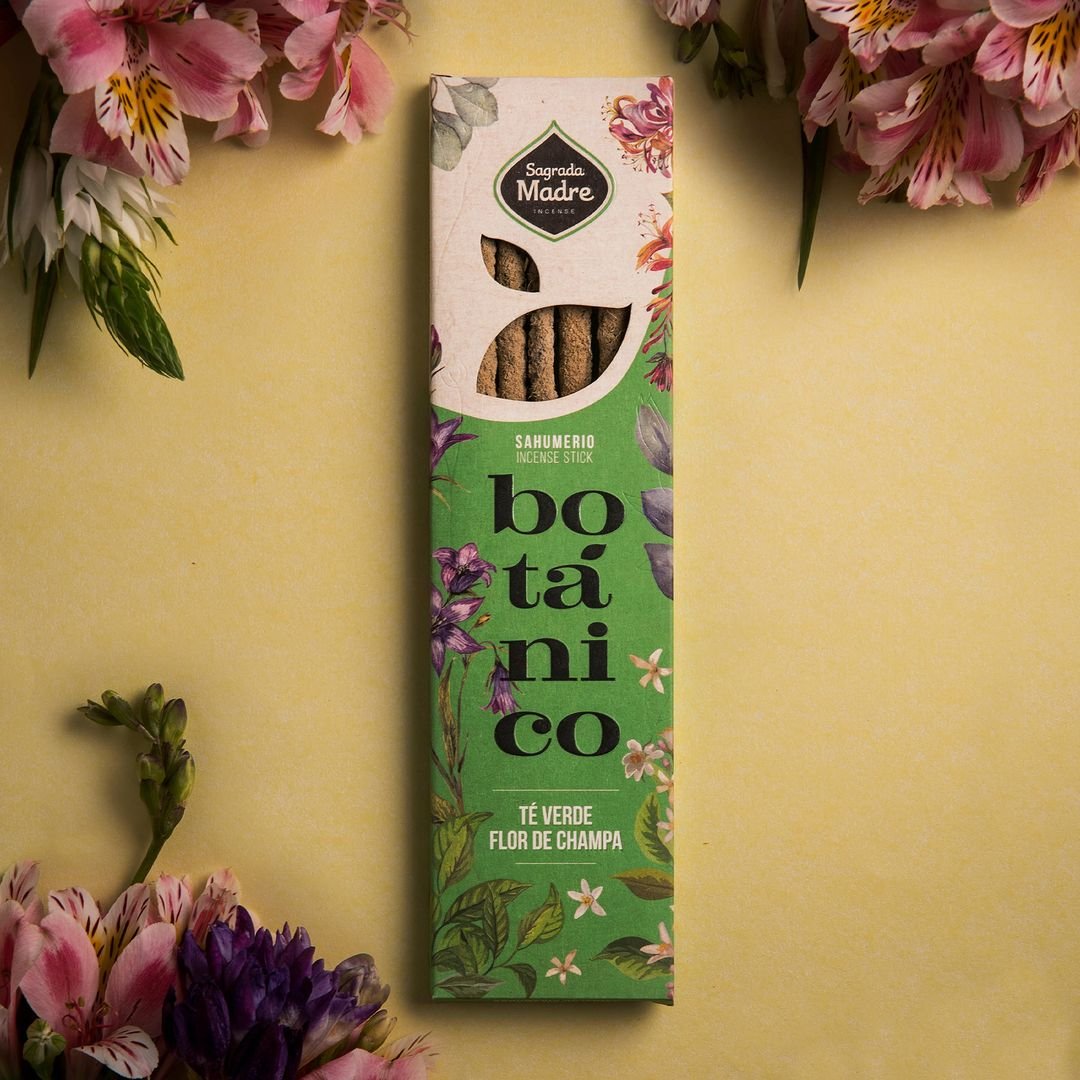 Sagrada
Madre
INCENSE
SAHUMERIO
INCENSE STICK
bo
tá
ni
co
TÉ VERDE
FLOR DE CHAMPA